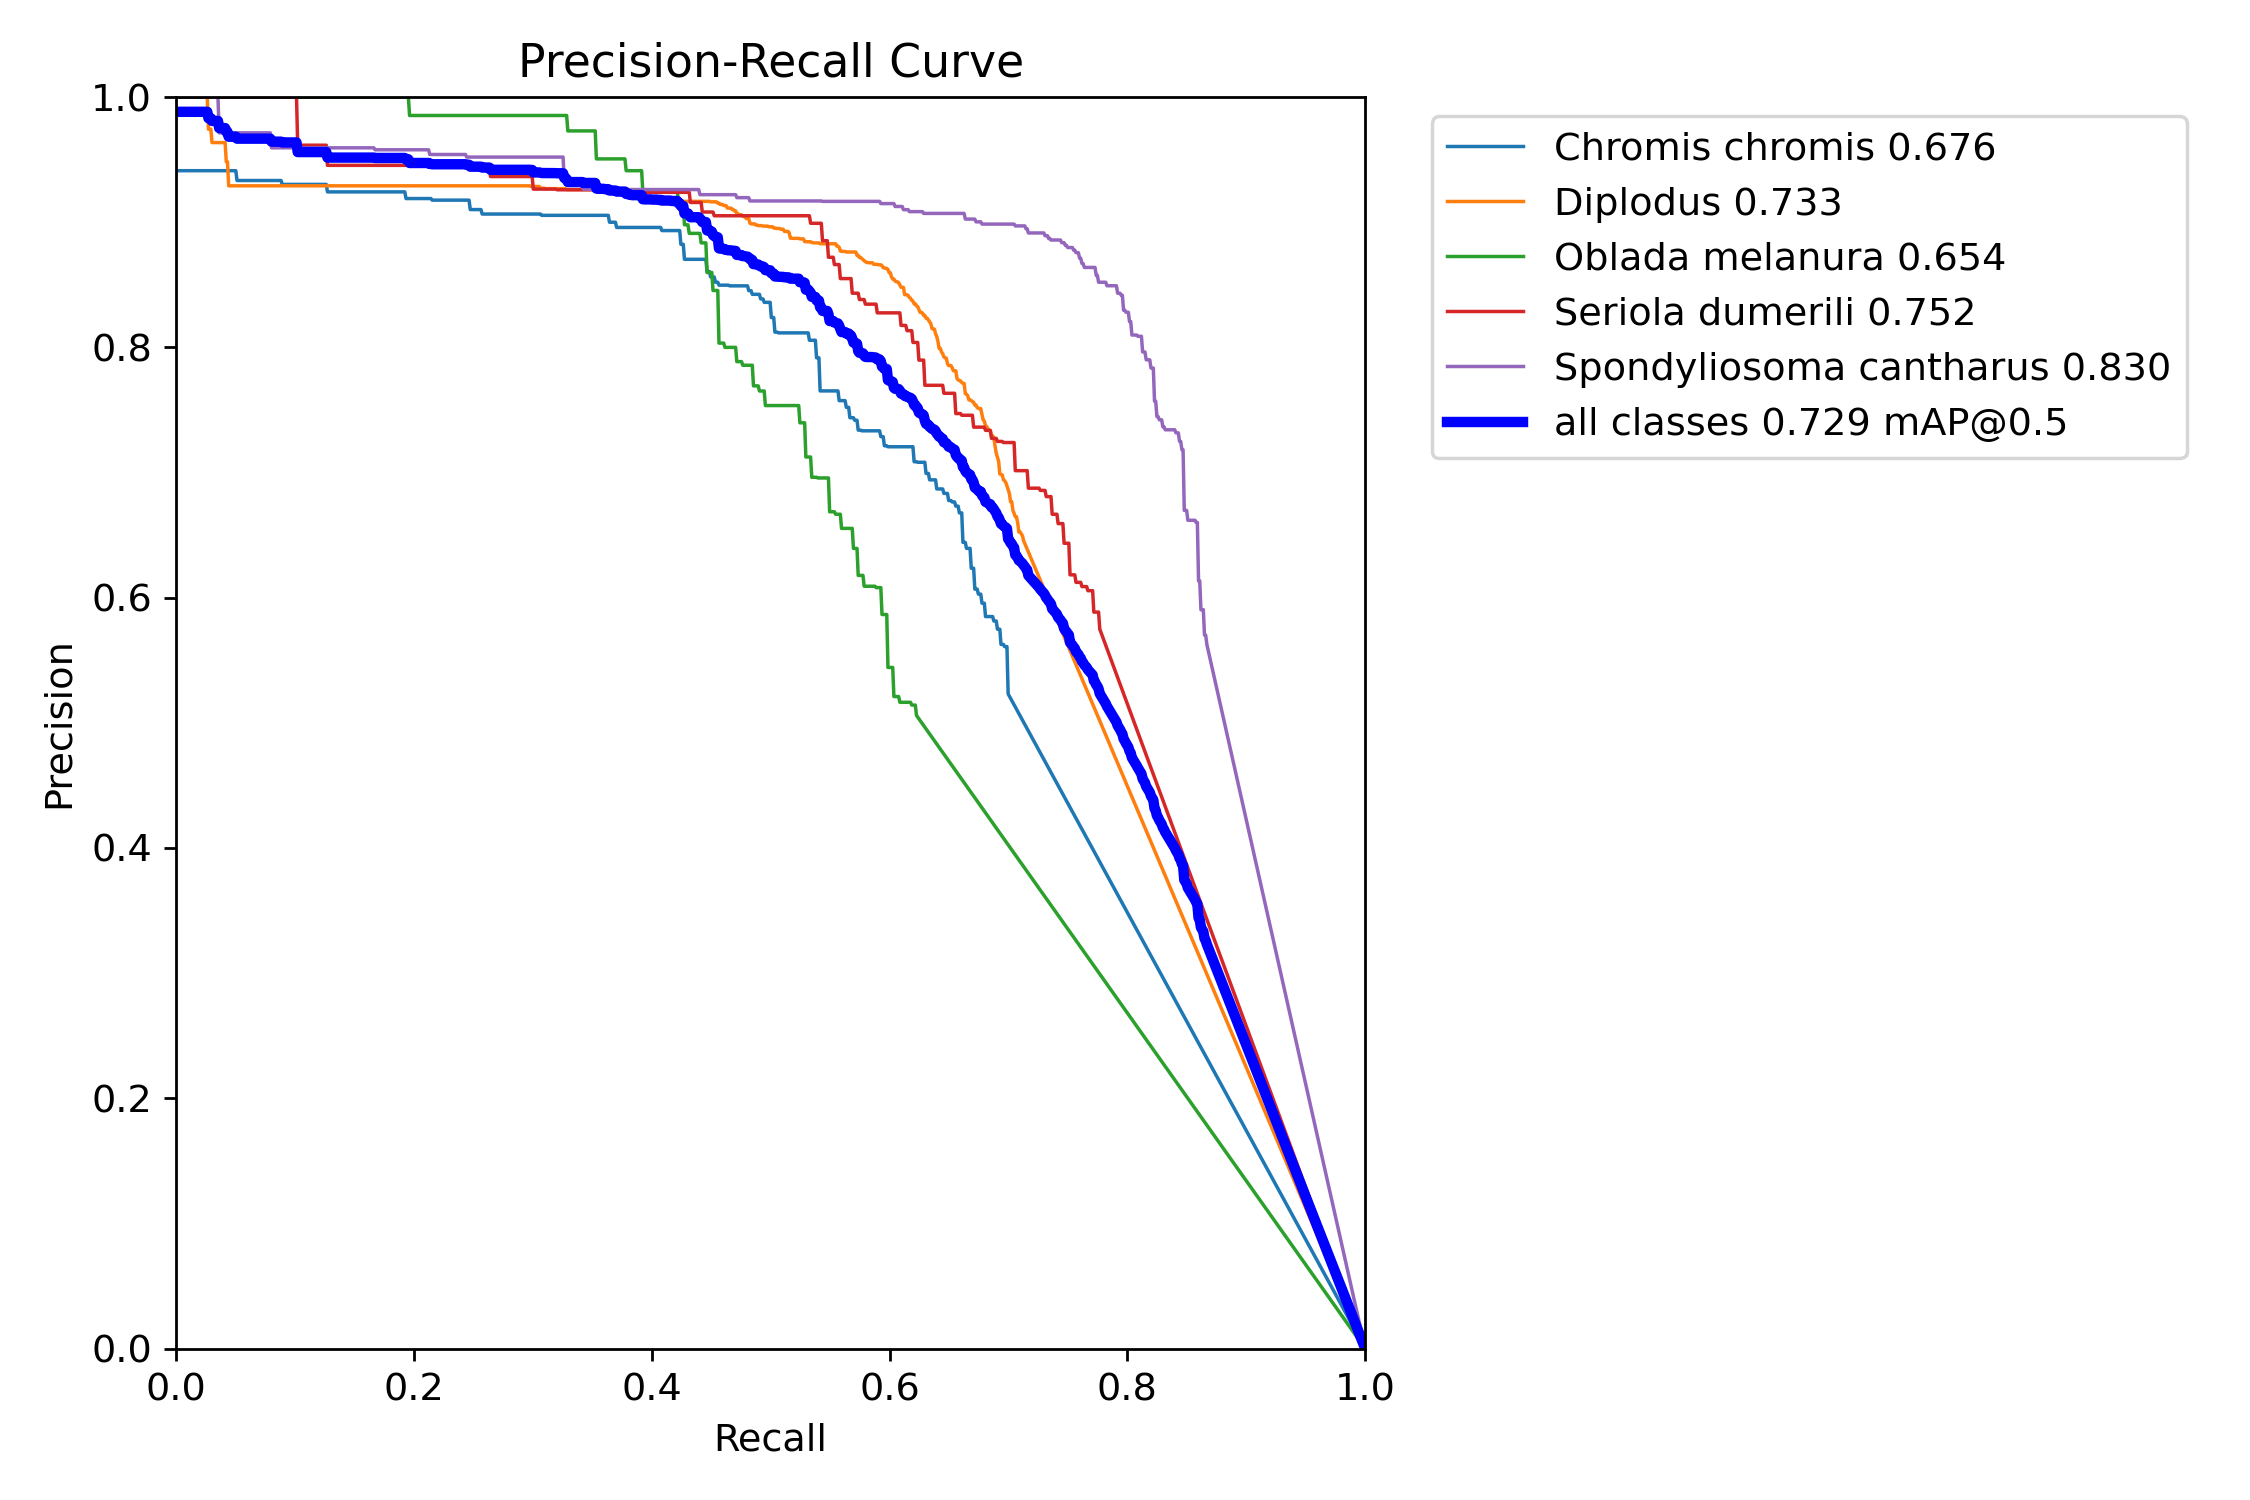 Precision-Recall Curve
1.0
0.8
0.6
0.4
0.2
0.0
Precision
0.0 0.2 0.4 0.6 0.8 1.0
Recall
Chromis chromis 0.676
Diplodus 0.733
Oblada melanura 0.654
Seriola dumerili 0.752
Spondyliosoma cantharus 0.830
all classes 0.729 mAP@0.5